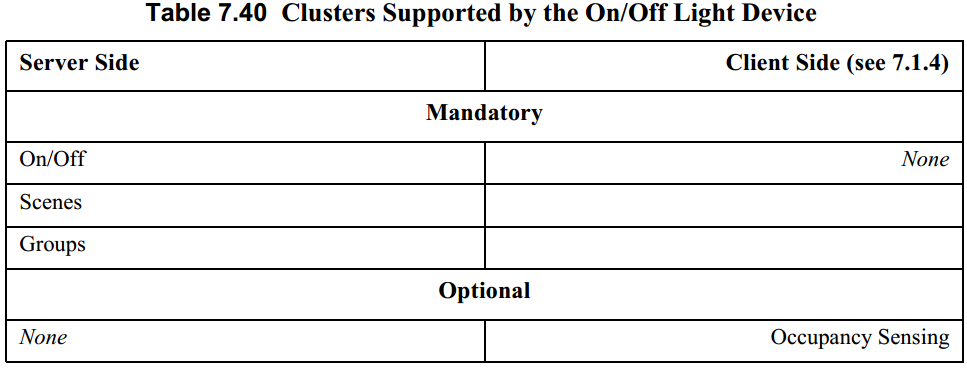 Table 7.40 Clusters Supported by the On/Off Light Device
Server Side Client Side (see 7.1.4)
Mandatory
On/Off None
Scenes
Groups
Optional
None Occupancy Sensing